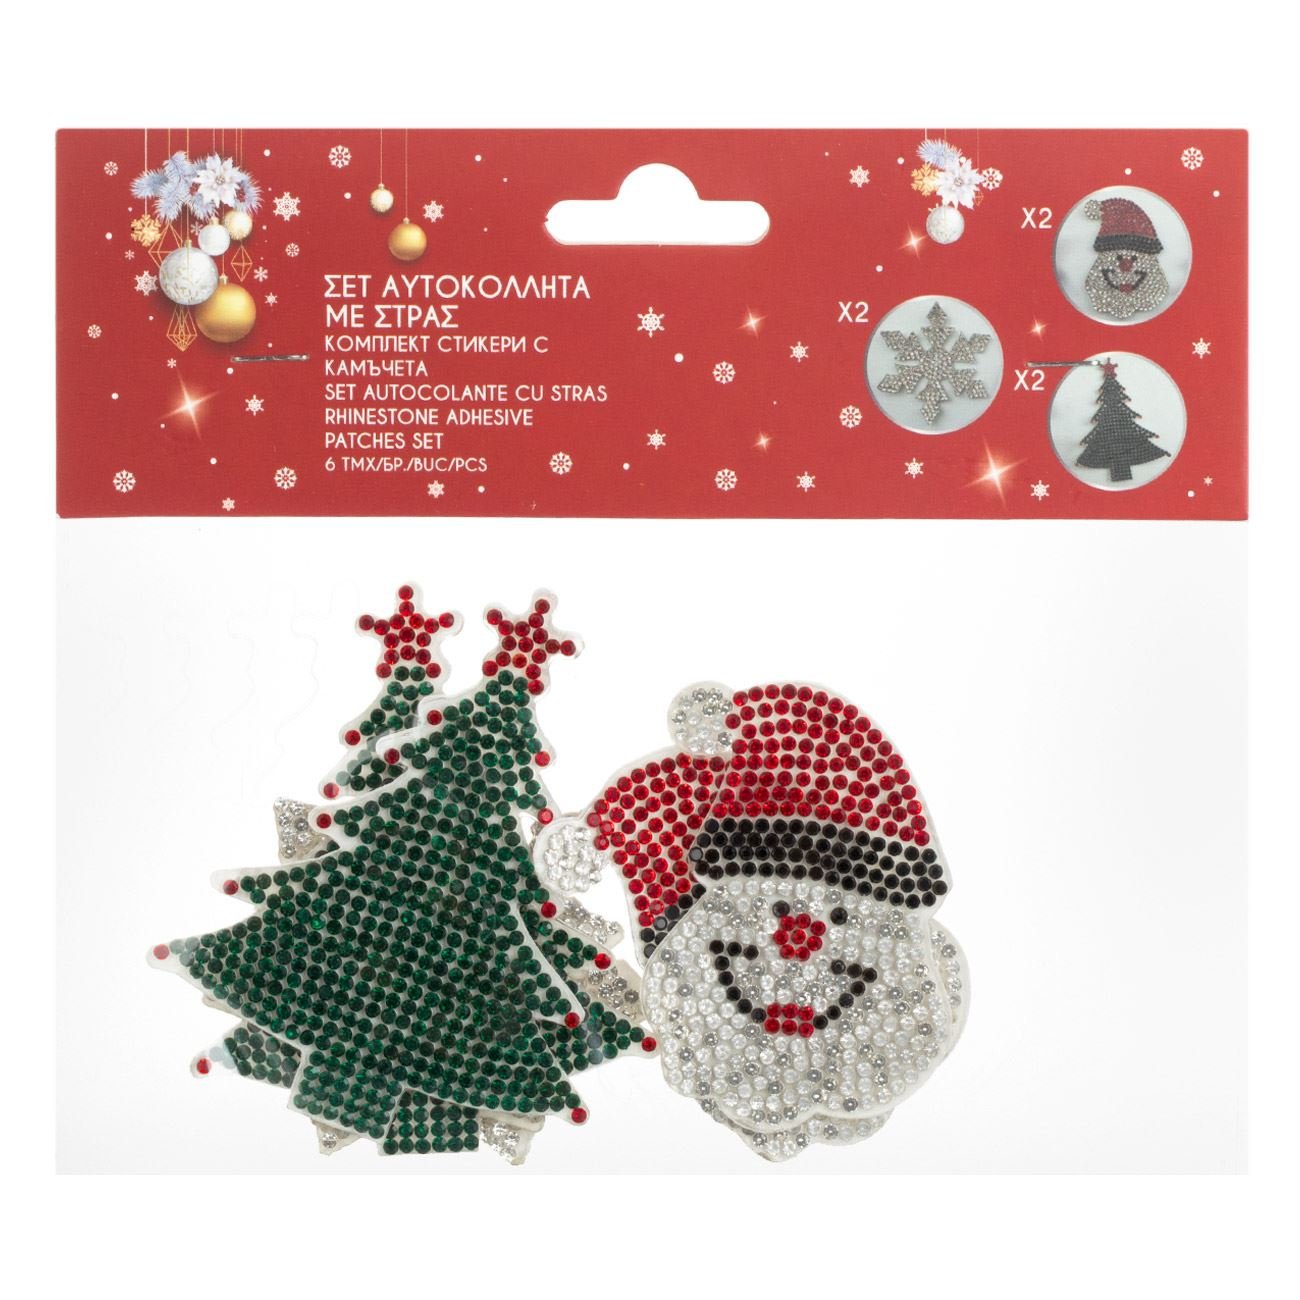 ΣΕΤ ΑΥΤΟΚΟΛΛΗΤΑ
ΜΕ ΣΤΡΑΣ
КОМПЛЕКТ СТИКЕРИ С
КАМЪЧЕТА
SET AUTOCOLANTE CU STRAS
RHINESTONE ADHESIVE
PATCHES SET
6 ΤΜΧ/БР./BUC/PCS
X2
X2
X2